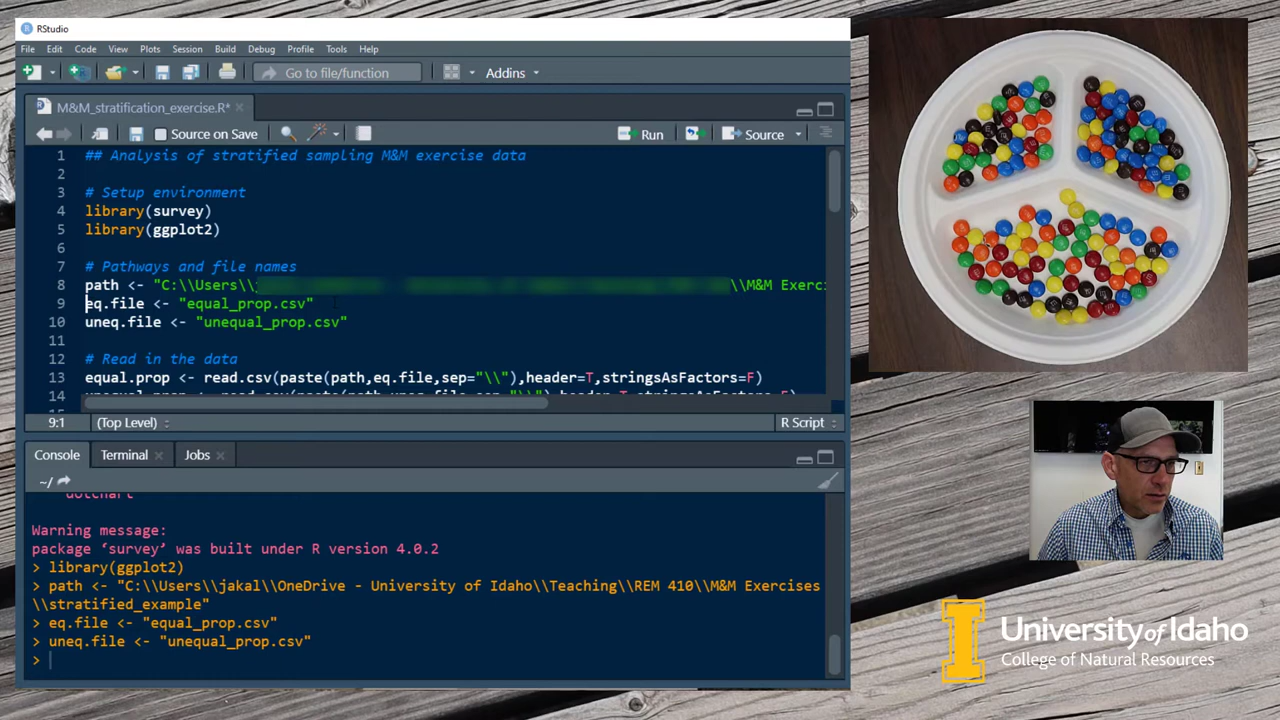 RStudio
File Edit Code View Plots Session Build Debug Profile Tools Help
Go to file/function Addins
M&M_stratification_exercise.R*
Source on Save Run Source
1 ## Analysis of stratified sampling M&M exercise data
2
3 # Setup environment
4 library(survey)
5 library(ggplot2)
6
7 # Pathways and file names
8 path <- "C:\\Users\\ \\M&M Exerci
9 eq.file <- "equal_prop.csv"
10 uneq.file <- "unequal_prop.csv"
11
12 # Read in the data
13 equal.prop <- read.csv(paste(path,eq.file,sep="\\"),header=T,stringsAsFactors=F)
14
9:1 (Top Level) R Script
Console Terminal Jobs
~/
dotchart
Warning message:
package ‘survey’ was built under R version 4.0.2
> library(ggplot2)
> path <- "C:\\Users\\jakal\\OneDrive - University of Idaho\\Teaching\\REM 410\\M&M Exercises
\\stratified_example"
> eq.file <- "equal_prop.csv"
> uneq.file <- "unequal_prop.csv"
>
I University of Idaho
College of Natural Resources